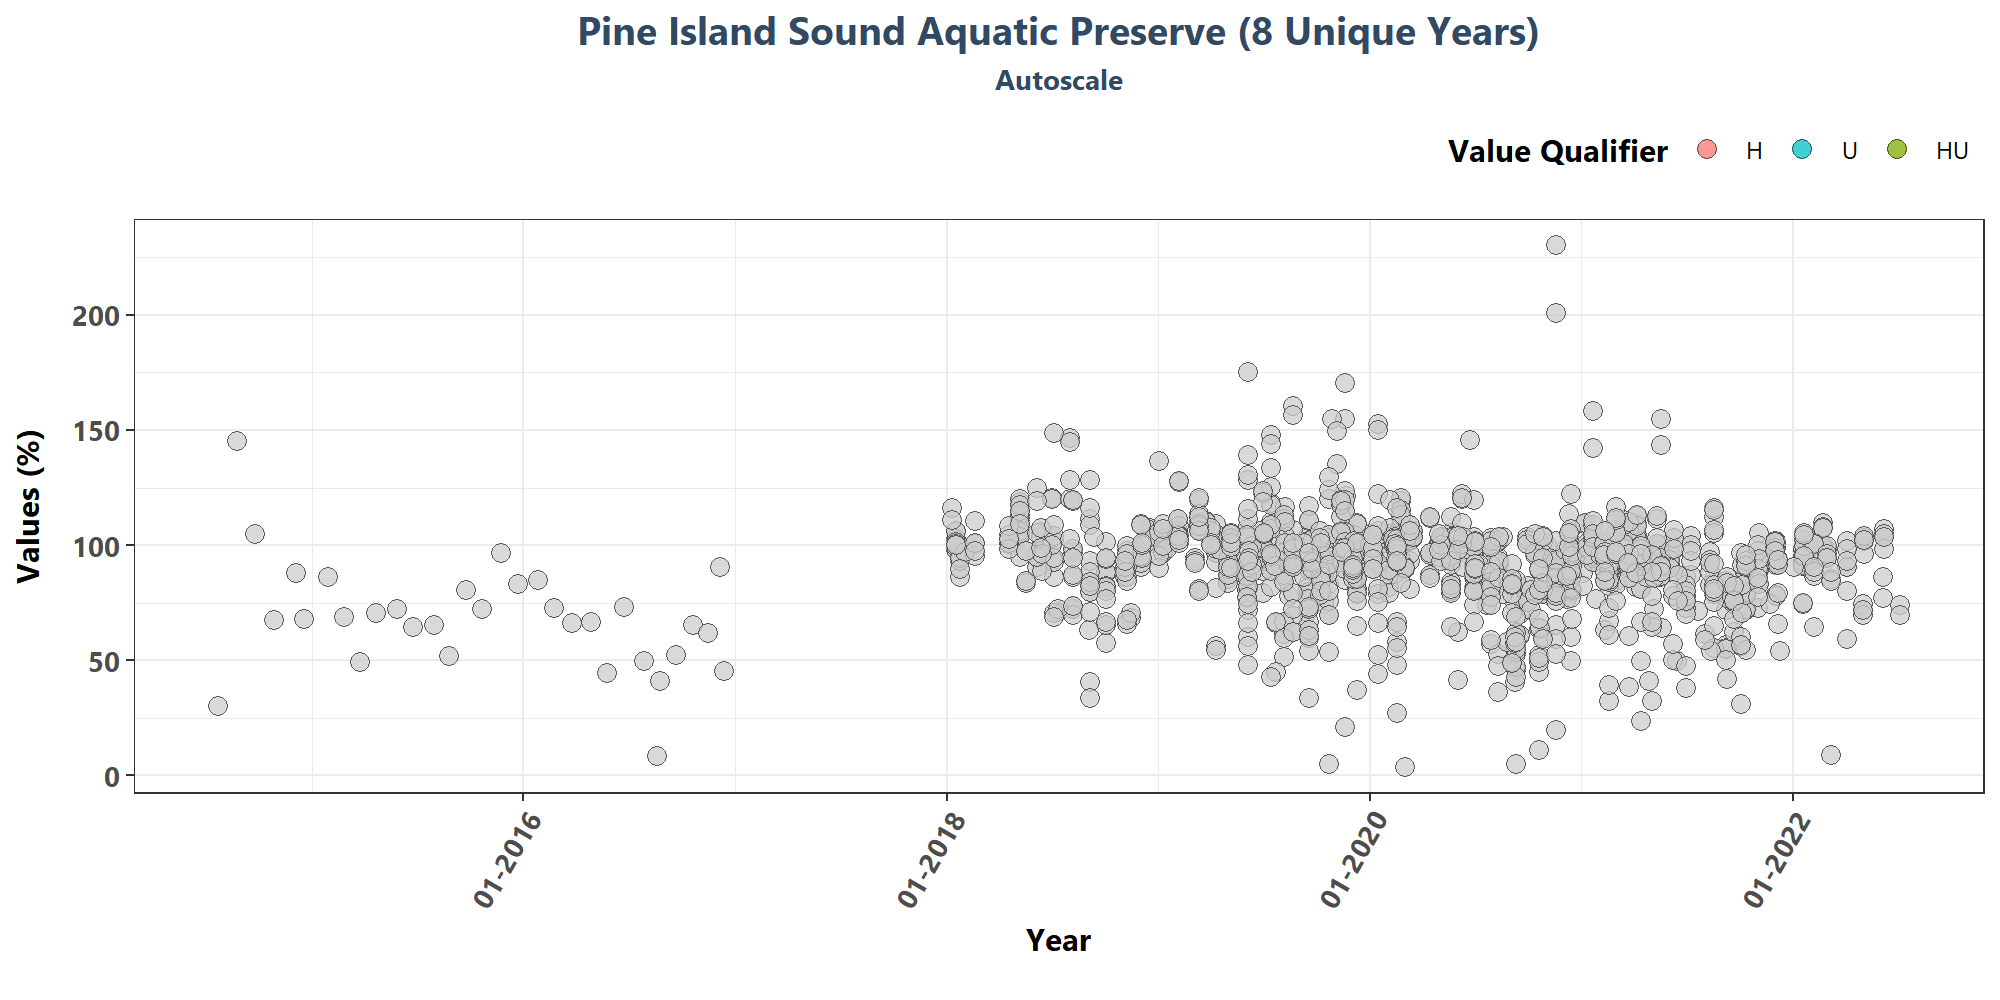 Pine Island Sound Aquatic Preserve (8 Unique Years)
Autoscale
Value Qualifier H U HU
Values (%)
200
150
100
50
0
01-2016 01-2018 01-2020 01-2022
Year